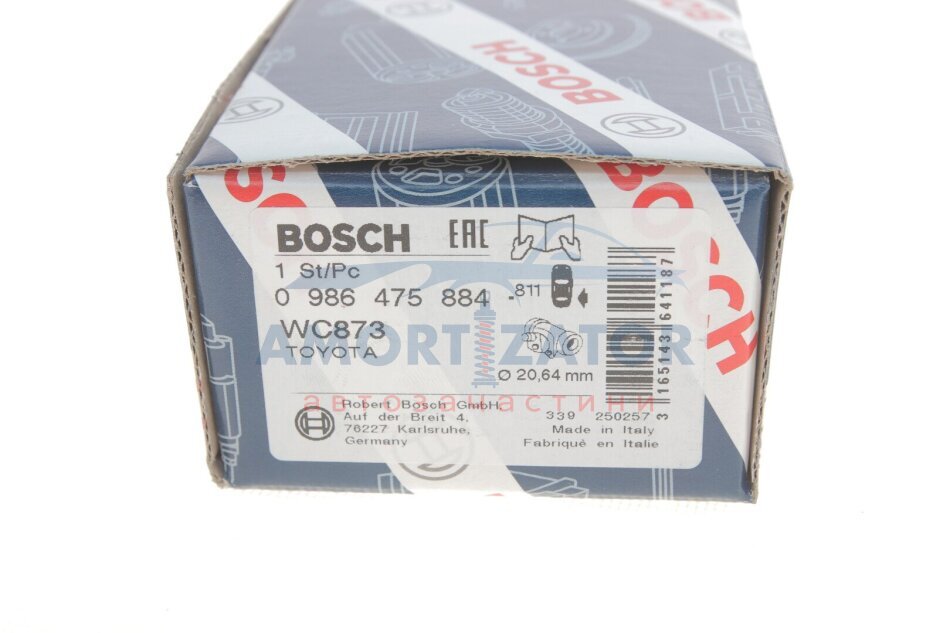 BOSCH
BOSCH
BOSCH EAC
1 St/Pc
0 986 475 884 -811
WC873
TOYOTA
AMORTIZATOR
Ø 20,64 mm
автозапчастини
Robert Bosch GmbH,
Auf der Breit 4,
76227 Karlsruhe,
Germany
339 250257
Made in Italy
Fabriqué en Italie
3 165143 641187